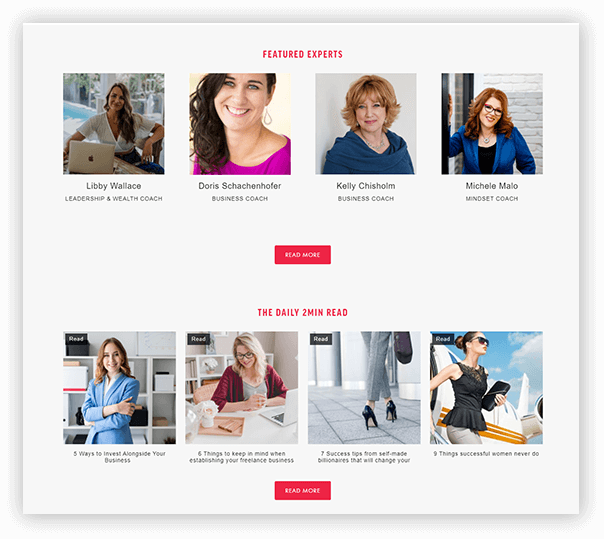 FEATURED EXPERTS
Libby Wallace
Doris Schachenhofer
Kelly Chisholm
Michele Malo
LEADERSHIP & WEALTH COACH
BUSINESS COACH
BUSINESS COACH
MINDSET COACH
READ MORE
THE DAILY 2MIN READ
Read
Read
Read
Read
5 Ways to Invest Alongside Your
Business
6 Things to keep in mind when
establishing your freelance business
7 Success tips from self-made
billionaires that will change your
9 Things successful women never do
READ MORE